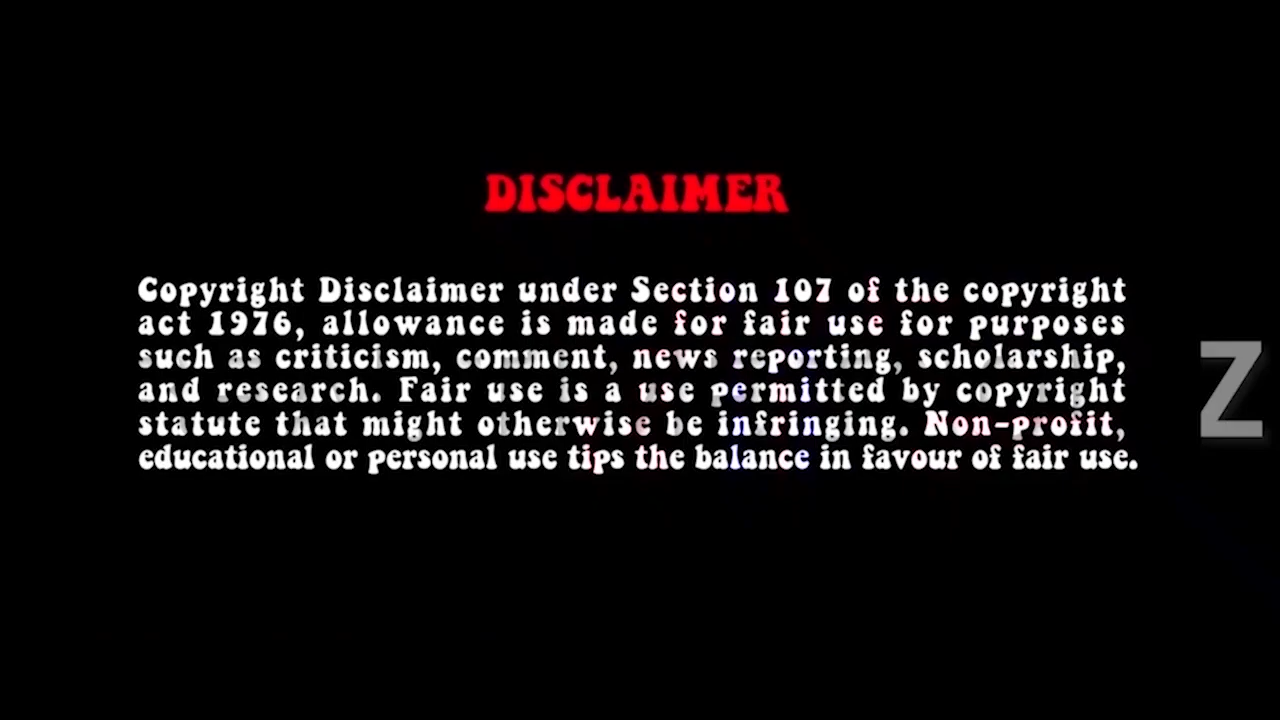 DISCLAIMER
Copyright Disclaimer under Section 107 of the copyright
act 1976, allowance is made for fair use for purposes
such as criticism, comment, news reporting, scholarship,
and research. Fair use is a use permitted by copyright
statute that might otherwise be infringing. Non-profit,
educational or personal use tips the balance in favour of fair use.
Z